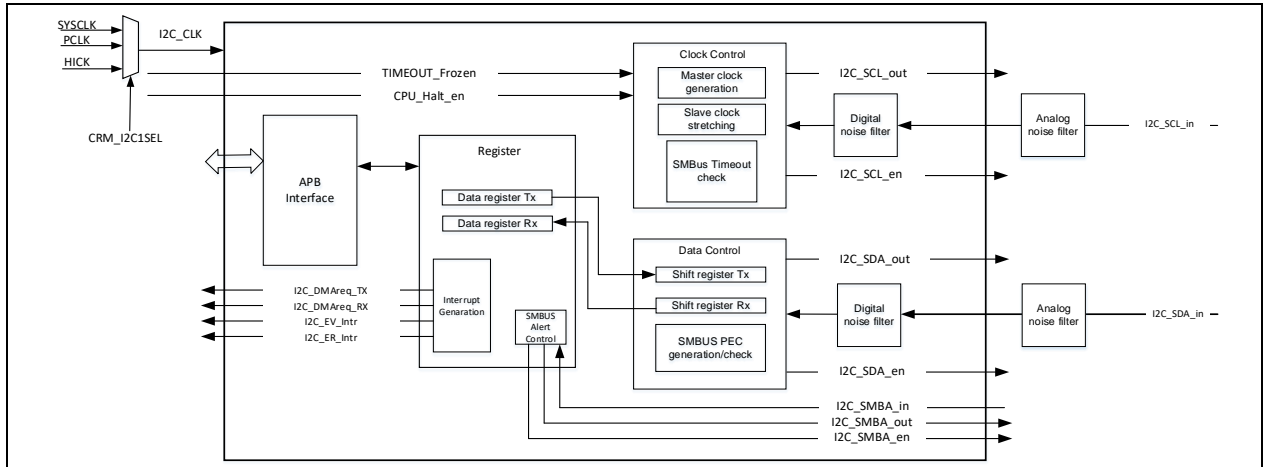 SYSCLK
PCLK
HICK
I2C_CLK
CRM_I2C1SEL
TIMEOUT_Frozen
CPU_Halt_en
Clock Control
Master clock
generation
Slave clock
stretching
SMBus Timeout
check
I2C_SCL_out
Digital
noise filter
Analog
noise filter
I2C_SCL_in
I2C_SCL_en
APB
Interface
Register
Data register Tx
Data register Rx
Interrupt
Genaration
SMBUS
Alert
Control
I2C_DMAreq_TX
I2C_DMAreq_RX
I2C_EV_Intr
I2C_ER_Intr
Data Control
Shift register Tx
Shift register Rx
SMBUS PEC
generation/check
I2C_SDA_out
Digital
noise filter
Analog
noise filter
I2C_SDA_in
I2C_SDA_en
I2C_SMBA_in
I2C_SMBA_out
I2C_SMBA_en